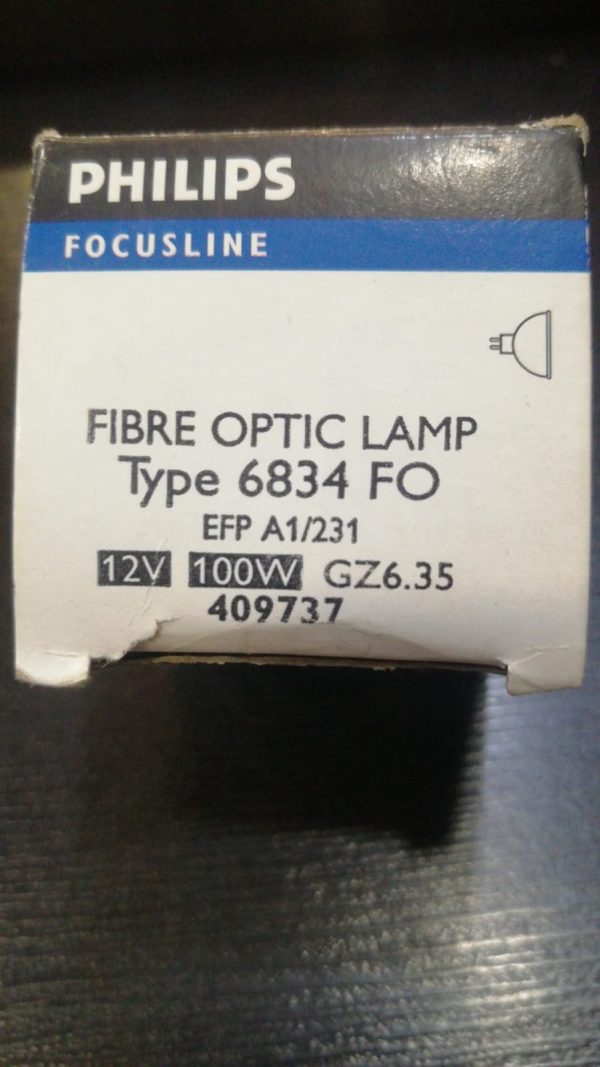 PHILIPS
FOCUSLINE
FIBRE OPTIC LAMP
Type 6834 FO
EFP A1/231
12V 100W GZ6.35
409737